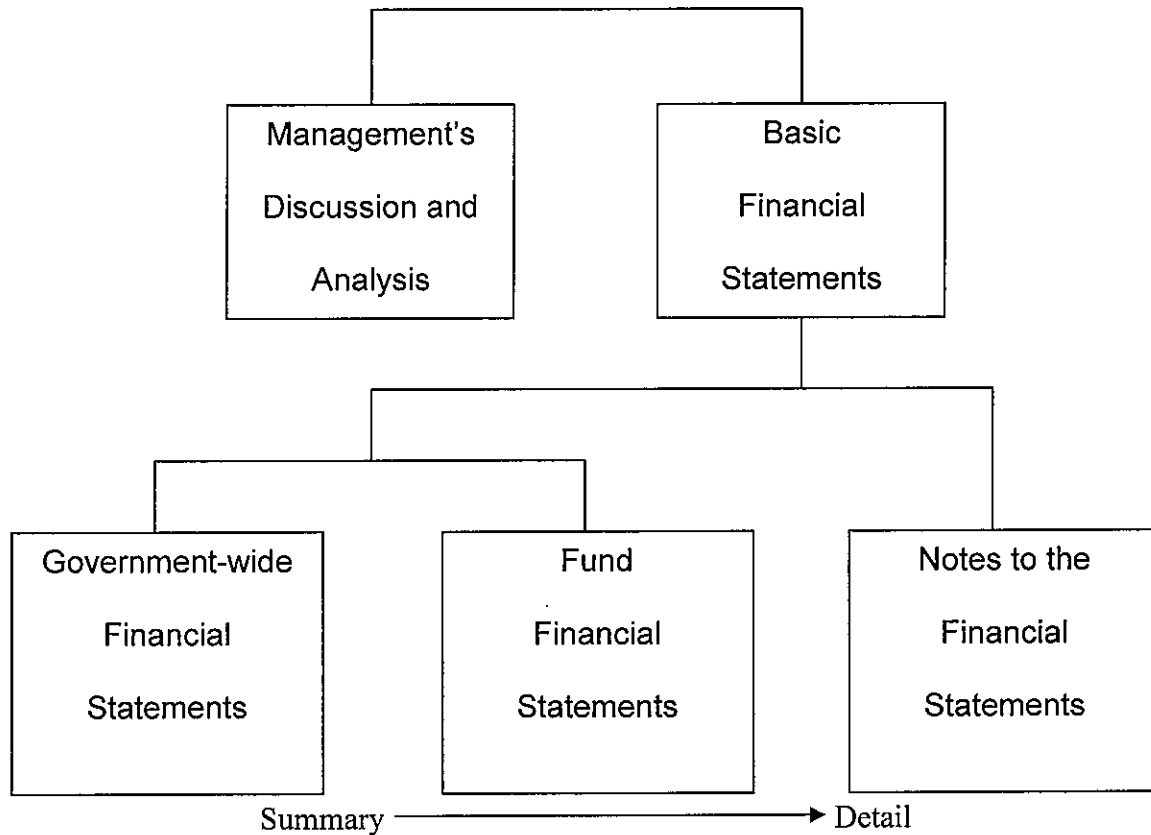 Management's
Discussion and
Analysis
Basic
Financial
Statements
Government-wide
Financial
Statements
Fund
Financial
Statements
Notes to the
Financial
Statements
Summary
Detail